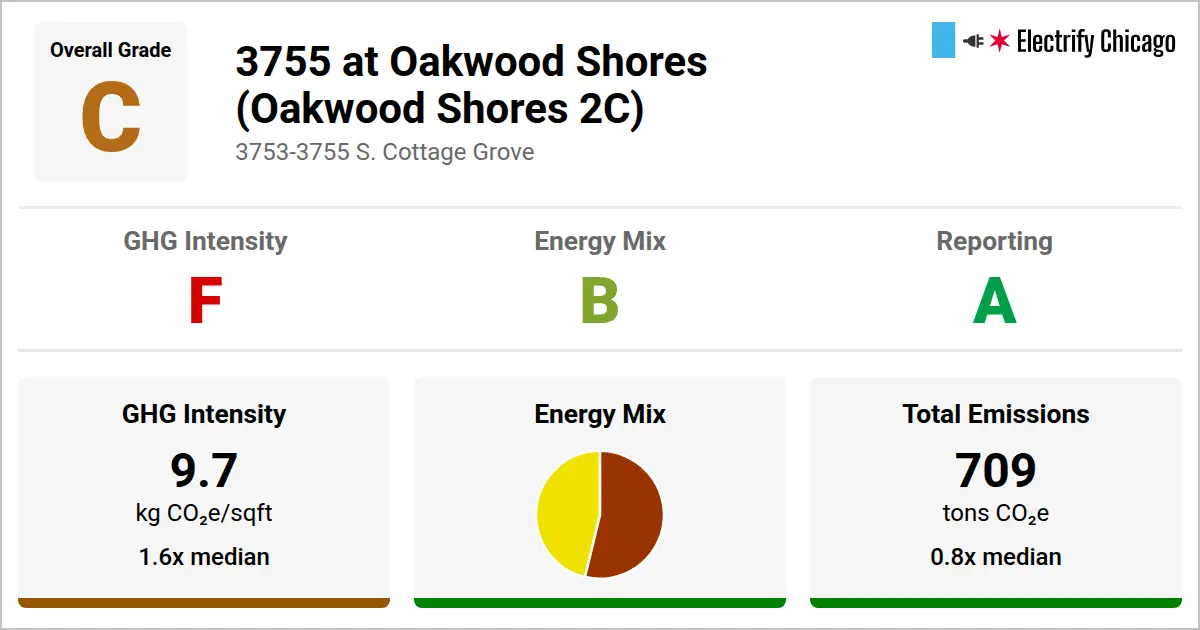 Overall Grade
C
3755 at Oakwood Shores
(Oakwood Shores 2C)
3753-3755 S. Cottage Grove
Electrify Chicago
GHG Intensity
F
Energy Mix
B
Reporting
A
GHG Intensity
9.7
kg CO₂e/sqft
1.6x median
Energy Mix
Total Emissions
709
tons CO₂e
0.8x median